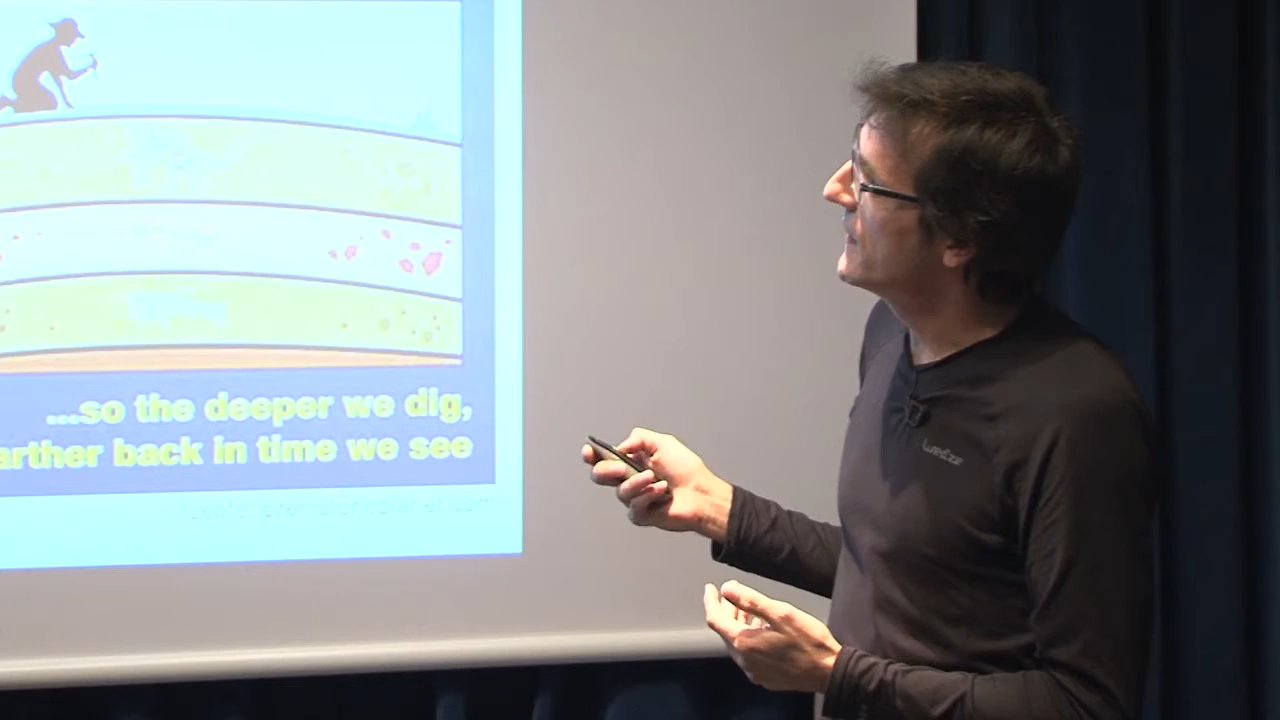 ...so the deeper we dig,
arther back in time we see